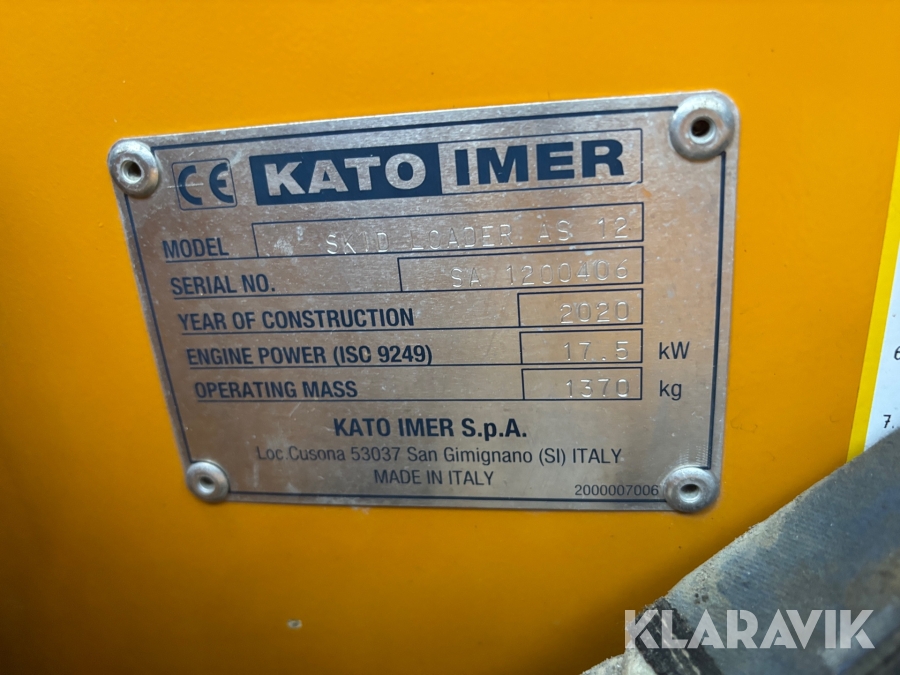 CE KATO IMER
MODEL SKID LOADER AS 12
SERIAL NO. SA 1200406
YEAR OF CONSTRUCTION 2020
ENGINE POWER (ISO 9249) 17.5 kW
OPERATING MASS 1370 kg
KATO IMER S.p.A.
Loc.Cusona 53037 San Gimignano (SI) ITALY
MADE IN ITALY
2000007006
7.
KLARAVIK